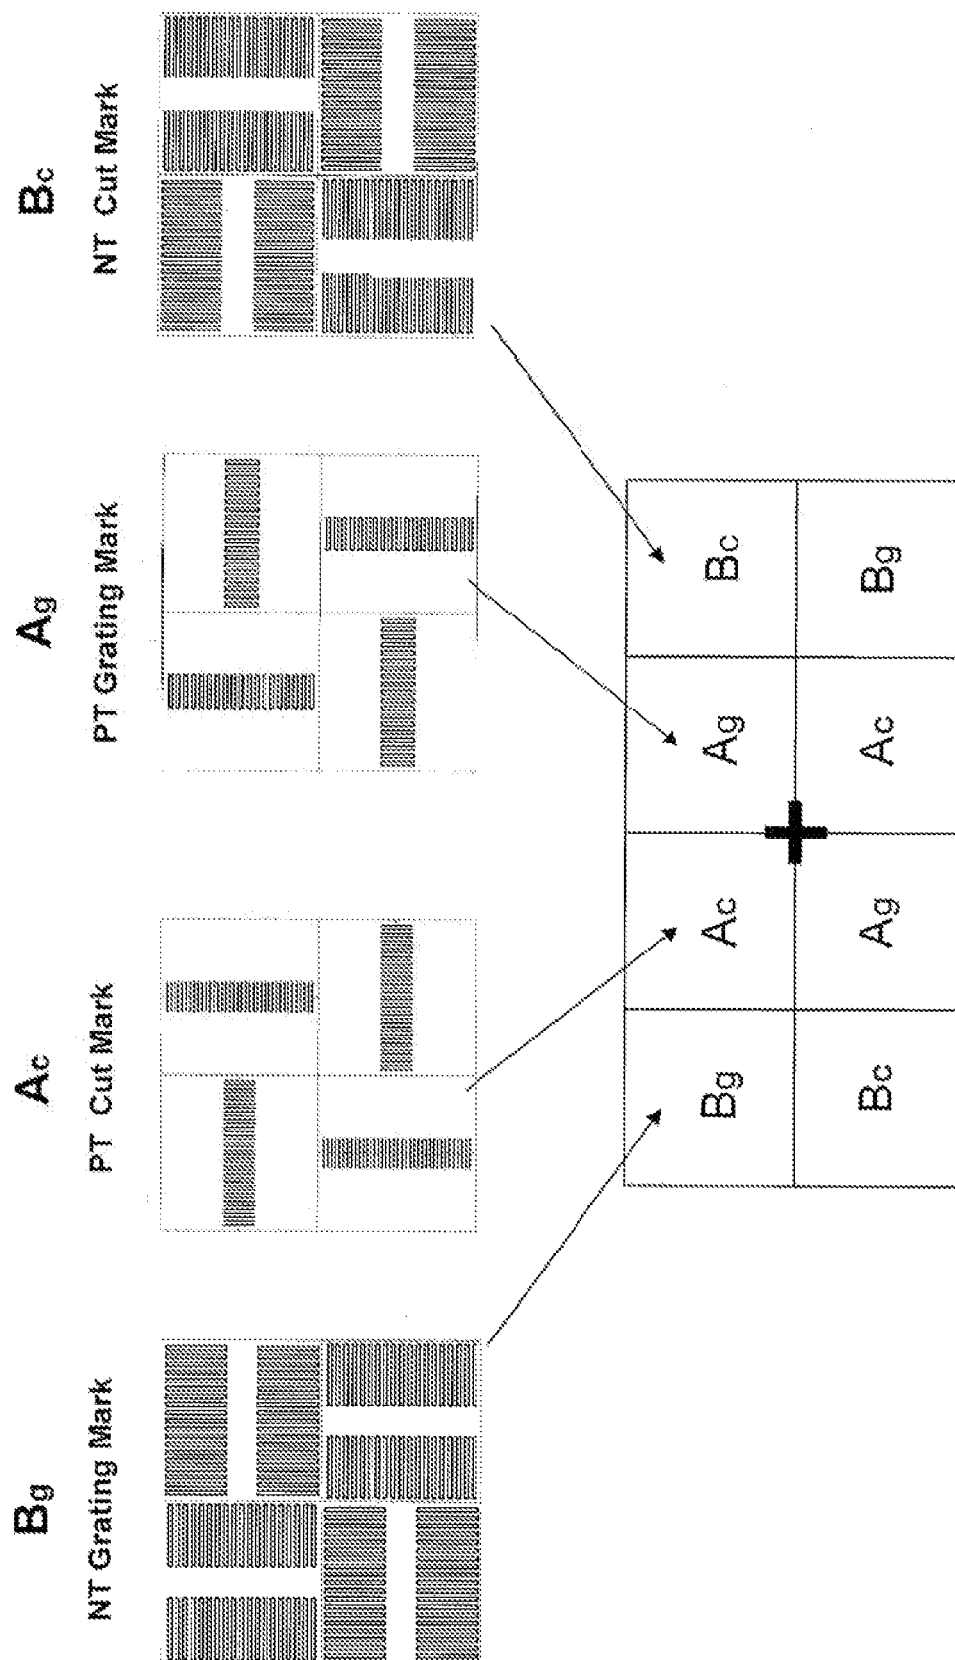 Bg
NT Grating Mark
Ac
PT Cut Mark
Ag
PT Grating Mark
Bc
NT Cut Mark
Bg
Ac
Ag
Bc
Bc
Ag
Ac
Bg